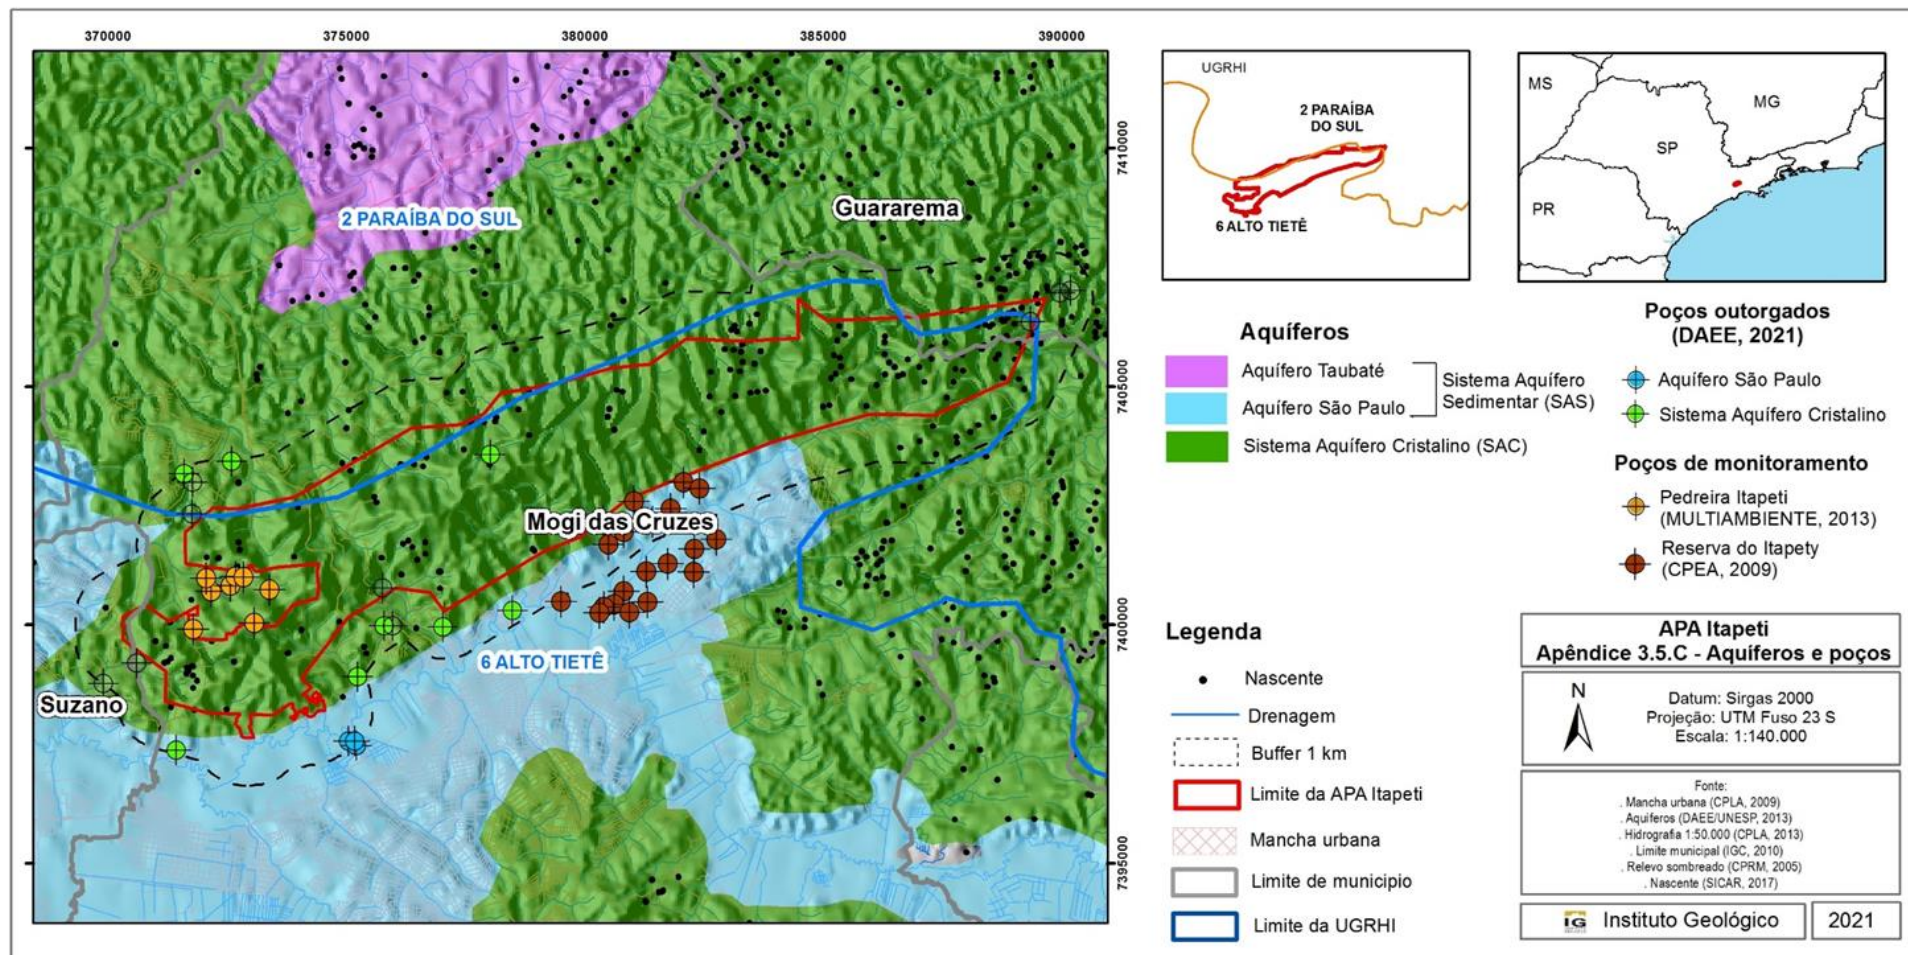 370000
375000
380000
385000
390000
7410000
7405000
7400000
7395000
2 PARAÍBA DO SUL
Guararema
Mogi das Cruzes
6 ALTO TIETÊ
Suzano
UGRHI
2 PARAÍBA
DO SUL
6 ALTO TIETÊ
MS
MG
SP
PR
Aquíferos
Aquífero Taubaté
Aquífero São Paulo
Sistema Aquífero
Sedimentar (SAS)
Sistema Aquífero Cristalino (SAC)
Poços outorgados
(DAEE, 2021)
Aquífero São Paulo
Sistema Aquífero Cristalino
Poços de monitoramento
Pedreira Itapeti
(MULTIAMBIENTE, 2013)
Reserva do Itapety
(CPEA, 2009)
Legenda
Nascente
Drenagem
Buffer 1 km
Limite da APA Itapeti
Mancha urbana
Limite de municipio
Limite da UGRHI
APA Itapeti
Apêndice 3.5.C - Aquíferos e poços
N
Datum: Sirgas 2000
Projeção: UTM Fuso 23 S
Escala: 1:140.000
Fonte:
. Mancha urbana (CPLA, 2009)
. Aquíferos (DAEE/UNESP, 2013)
. Hidrografia 1:50.000 (CPLA, 2013)
. Limite municipal (IGC, 2010)
. Relevo sombreado (CPRM, 2005)
. Nascente (SICAR, 2017)
IG
Instituto Geológico
2021